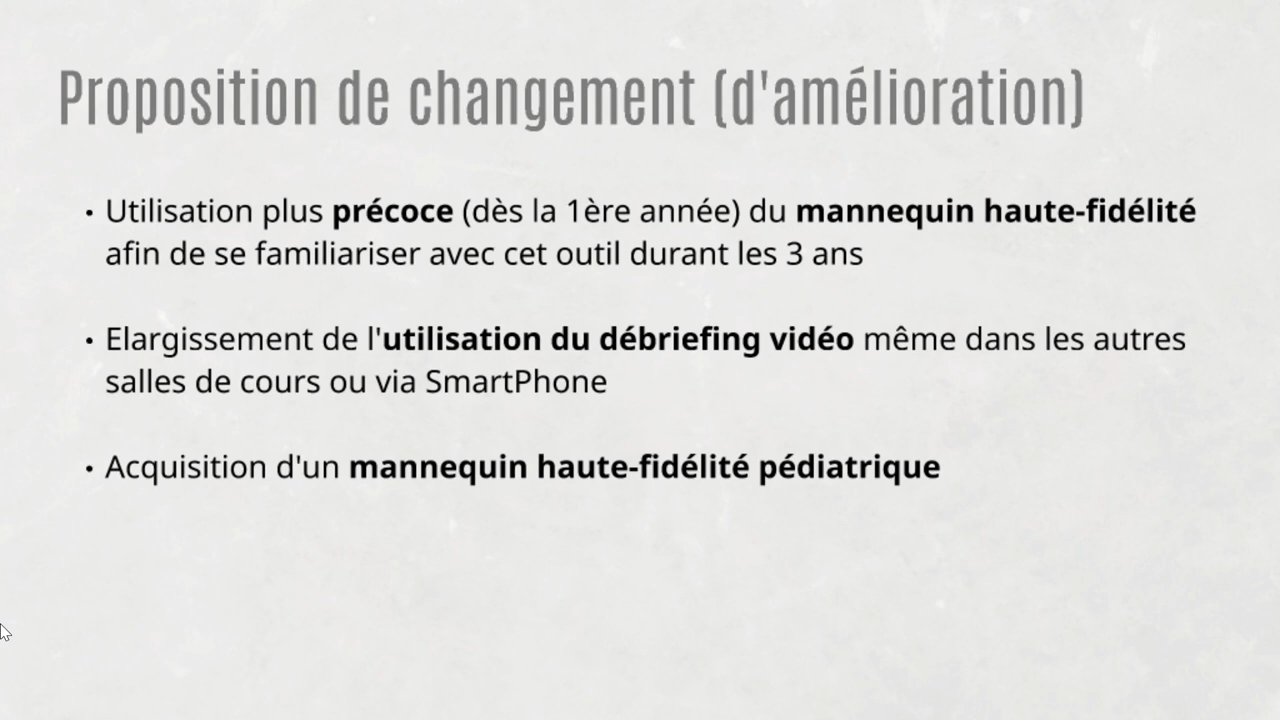 Proposition de changement (d'amélioration)
• Utilisation plus précoce (dès la 1ère année) du mannequin haute-fidélité
afin de se familiariser avec cet outil durant les 3 ans
• Elargissement de l'utilisation du débriefing vidéo même dans les autres
salles de cours ou via SmartPhone
• Acquisition d'un mannequin haute-fidélité pédiatrique